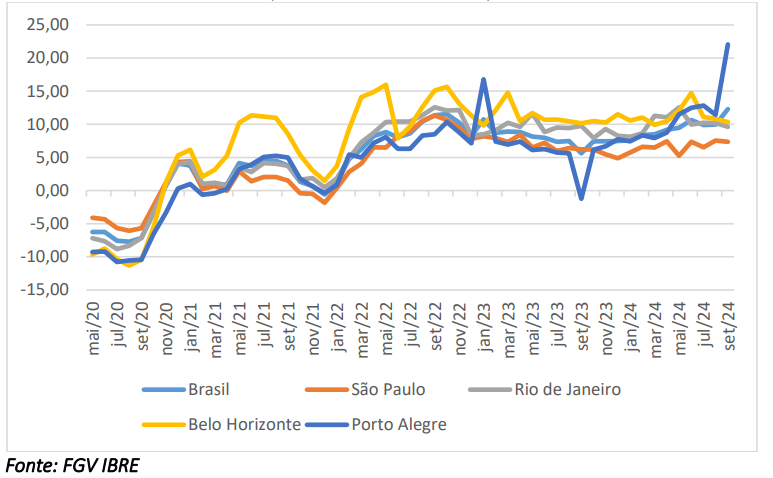 25,00
20,00
15,00
10,00
5,00
0,00
-5,00
-10,00
-15,00
mai/20 jul/20 set/20 nov/20 jan/21 mar/21 mai/21 jul/21 set/21 nov/21 jan/22 mar/22 mai/22 jul/22 set/22 nov/22 jan/23 mar/23 mai/23 jul/23 set/23 nov/23 jan/24 mar/24 mai/24 jul/24 set/24
Brasil São Paulo Rio de Janeiro
Belo Horizonte Porto Alegre
Fonte: FGV IBRE